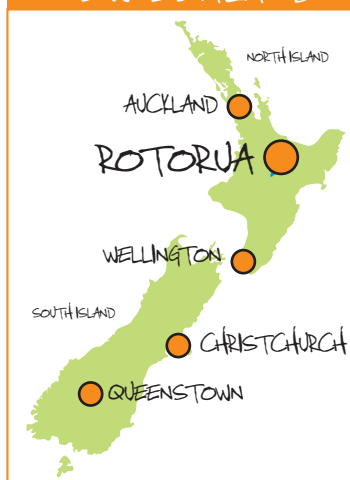 NORTH ISLAND
AUCKLAND
ROTORUA
WELLINGTON
SOUTH ISLAND
CHRISTCHURCH
QUEENSTOWN